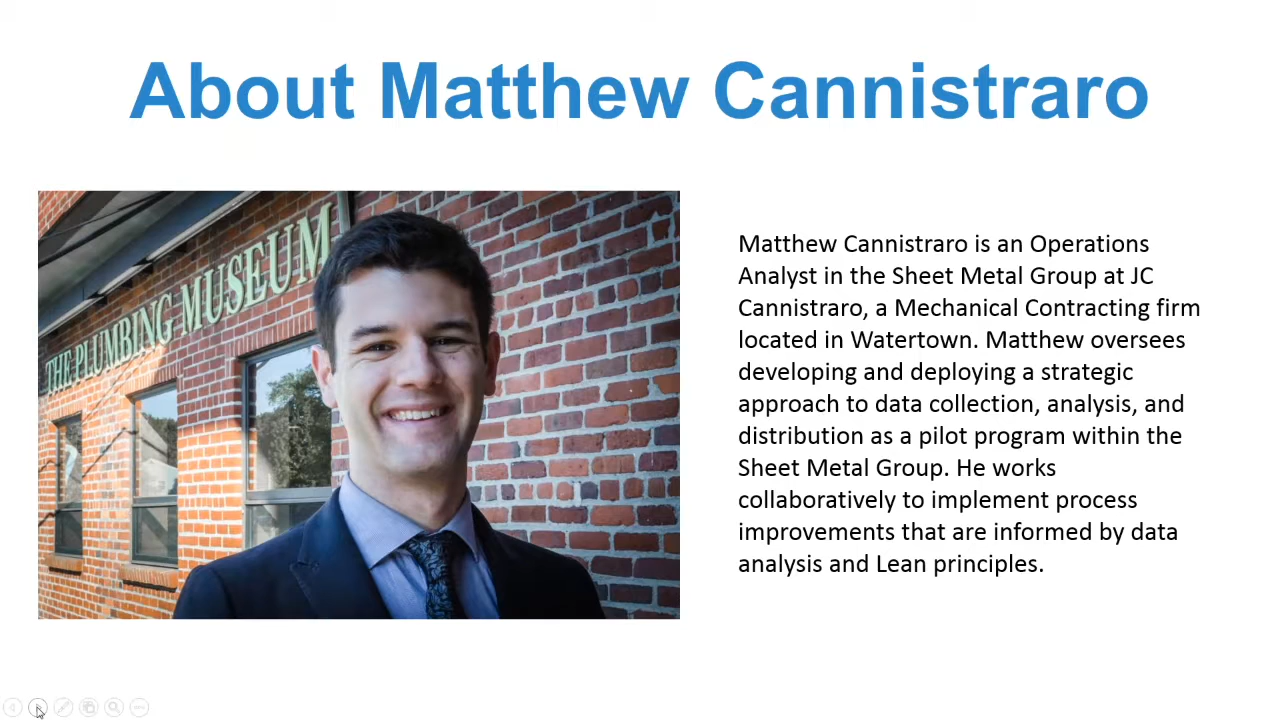 About Matthew Cannistraro
THE PLUMBING MUSEUM
Matthew Cannistraro is an Operations
Analyst in the Sheet Metal Group at JC
Cannistraro, a Mechanical Contracting firm
located in Watertown. Matthew oversees
developing and deploying a strategic
approach to data collection, analysis, and
distribution as a pilot program within the
Sheet Metal Group. He works
collaboratively to implement process
improvements that are informed by data
analysis and Lean principles.